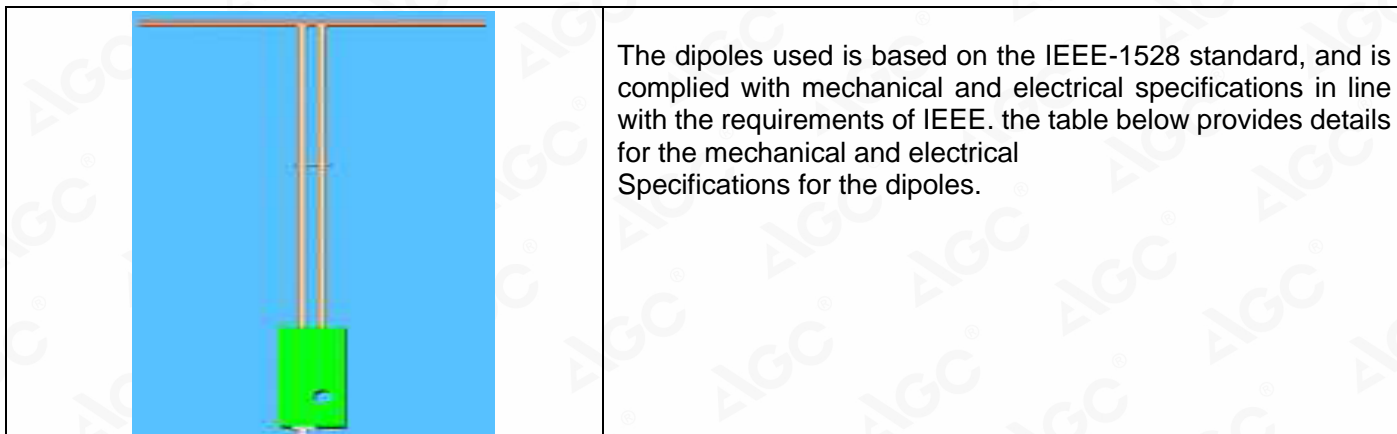 The dipoles used is based on the IEEE-1528 standard, and is
complied with mechanical and electrical specifications in line
with the requirements of IEEE. the table below provides details
for the mechanical and electrical
Specifications for the dipoles.